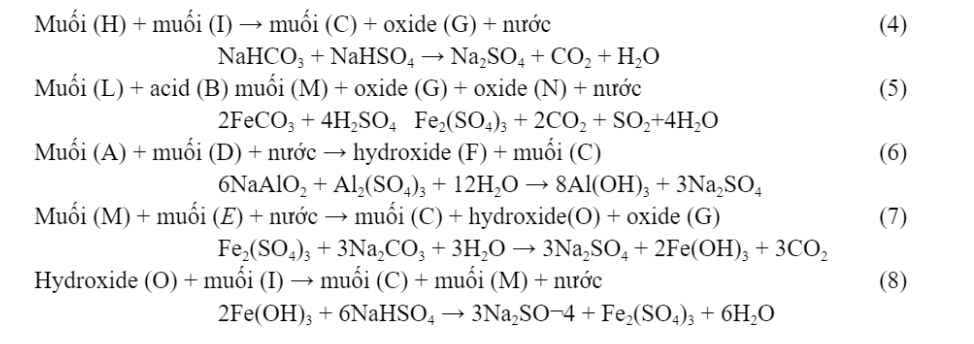 Muối (H) + muối (I) → muối (C) + oxide (G) + nước (4)
NaHCO₃ + NaHSO₄ → Na₂SO₄ + CO₂ + H₂O
Muối (L) + acid (B) muối (M) + oxide (G) + oxide (N) + nước (5)
2FeCO₃ + 4H₂SO₄ Fe₂(SO₄)₃ + 2CO₂ + SO₂+4H₂O
Muối (A) + muối (D) + nước → hydroxide (F) + muối (C) (6)
6NaAlO₂ + Al₂(SO₄)₃ + 12H₂O → 8Al(OH)₃ + 3Na₂SO₄
Muối (M) + muối (E) + nước → muối (C) + hydroxide(O) + oxide (G) (7)
Fe₂(SO₄)₃ + 3Na₂CO₃ + 3H₂O → 3Na₂SO₄ + 2Fe(OH)₃ + 3CO₂
Hydroxide (O) + muối (I) → muối (C) + muối (M) + nước (8)
2Fe(OH)₃ + 6NaHSO₄ → 3Na₂SO¬4 + Fe₂(SO₄)₃ + 6H₂O